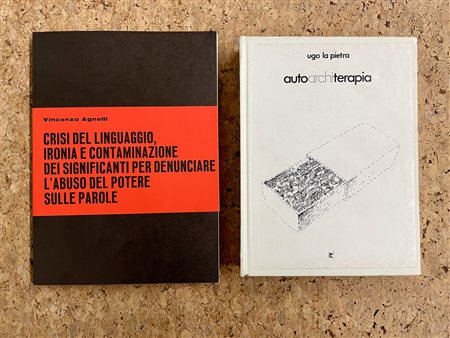 Vincenzo Agnetti
CRISI DEL LINGUAGGIO,
IRONIA E CONTAMINAZIONE
DEI SIGNIFICANTI PER DENUNCIARE
L'ABUSO DEL POTERE
SULLE PAROLE
ugo la pietra
autoarchiterapia